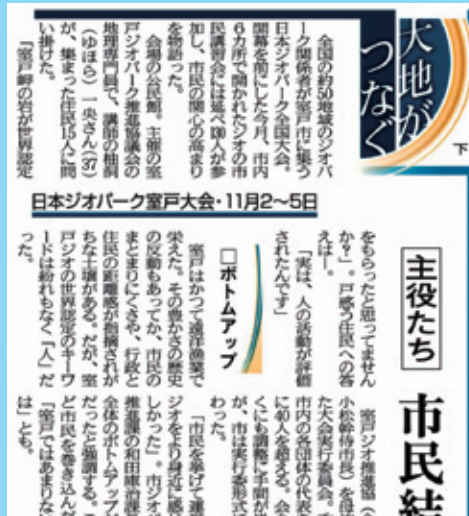 大地が
つなぐ
下
全国の約50地域のジオパ
ーク関係者が室戸市に集う
日本ジオパーク全国大会。
開幕を前にした今月、市内
6カ所で開かれたジオの市
民講習会には延べ130人が参
加し、市民の関心の高まり
を物語った。
会場の公民館。主催の室
戸ジオパーク推進協議会の
地理専門員で、講師の柚洞
(ゆほら)一央さん(37)
が、集まった住民15人に問
い掛けた。
「室戸岬の岩が世界認定
日本ジオパーク室戸大会・11月2〜5日
主役たち
をもらったと思ってません
か?」。戸惑う住民への答
えは―。
「実は、人の活動が評価
されたんです」
□ボトムアップ
室戸はかつて遠洋漁業で
栄えた。その豊かさの歴史
の反動もあってか、市民の
まとまりにくさや、行政と
住民の距離感が指摘されが
ちな土壌がある。だが、室
戸ジオの世界認定のキーワ
ードは紛れもなく「人」だ
った。
市民結
室戸ジオ推進協(
小松幹侍市長)を母
た大会実行委員会。
市内の各団体の代表
に40人を超える。会
くにも調整に手間が
が、市は実行委形式
わった。
「市民を挙げて運
ジオをより身近に感
しかった」。市ジオ
推進課の和田庫治課
全体のボトムアップが
だったと強調する。
ど市民を巻き込んだ
「室戸ではあまりな
は」とも。